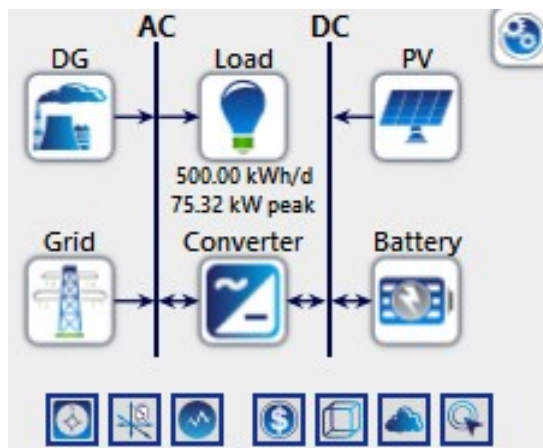 AC DC
DG Load PV
500.00 kWh/d
75.32 kW peak
Grid Converter Battery